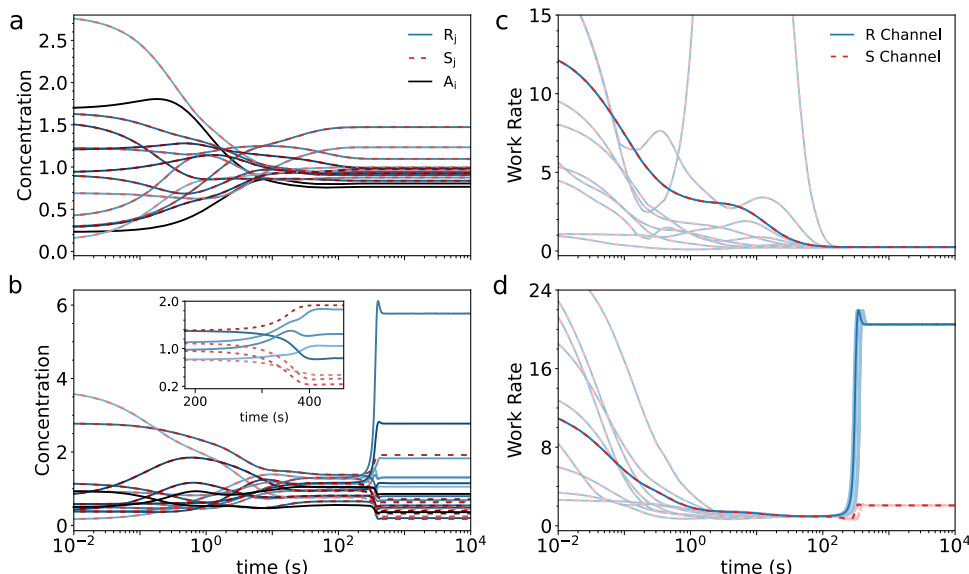 a
Concentration
2.5
2.0
1.5
1.0
0.5
0.0
R_j
S_j
A_i
c
Work Rate
15
10
5
0
R Channel
S Channel
b
Concentration
6
4
2
0
10^−2
10^0
10^2
10^4
time (s)
2.0
1.0
0.2
200
400
time (s)
d
Work Rate
24
16
8
0
10^−2
10^0
10^2
10^4
time (s)